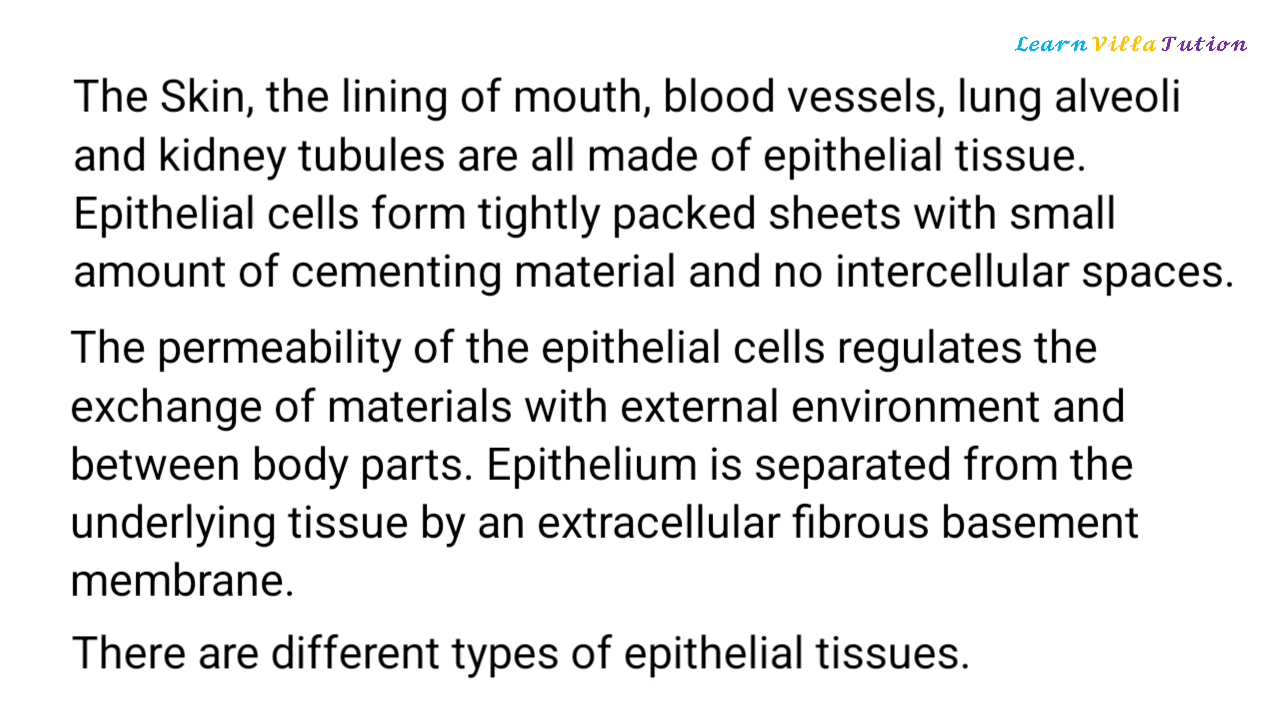 Learn Villa Tution
The Skin, the lining of mouth, blood vessels, lung alveoli
and kidney tubules are all made of epithelial tissue.
Epithelial cells form tightly packed sheets with small
amount of cementing material and no intercellular spaces.
The permeability of the epithelial cells regulates the
exchange of materials with external environment and
between body parts. Epithelium is separated from the
underlying tissue by an extracellular fibrous basement
membrane.
There are different types of epithelial tissues.